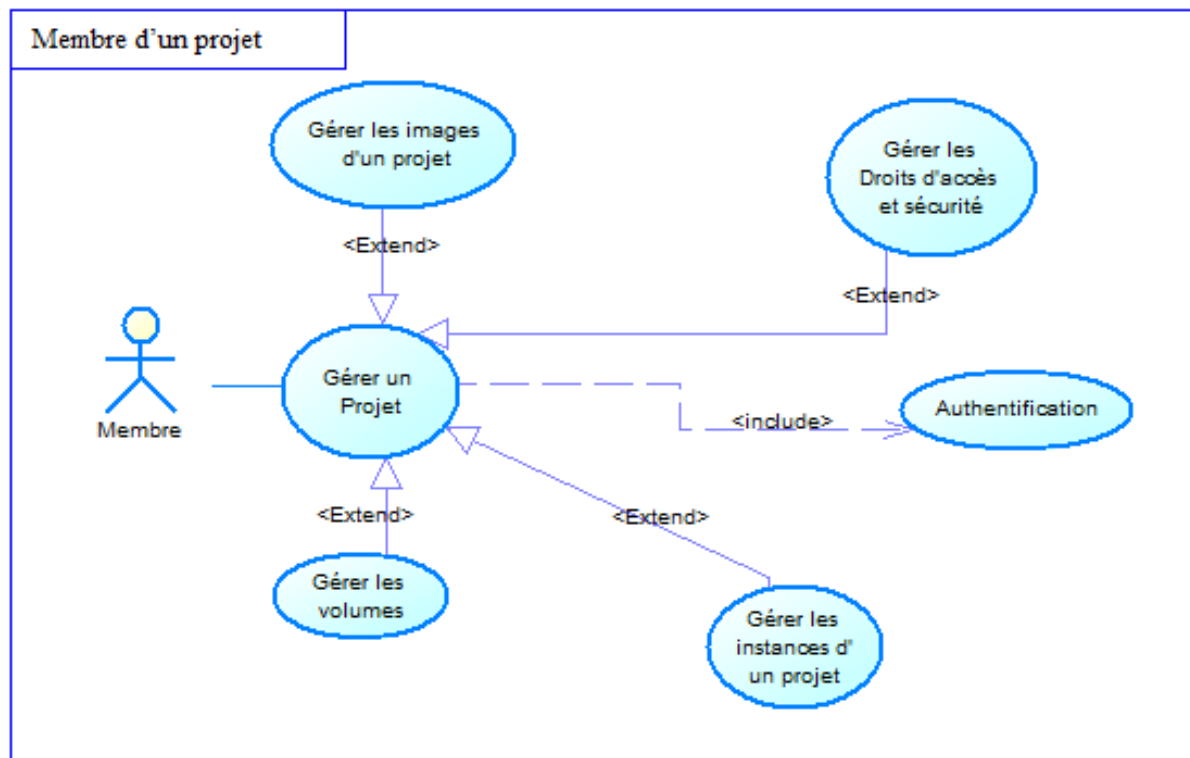 Membre d'un projet
Gérer les images
d'un projet
Gérer les
Droits d'accès
et sécurité
<Extend>
<Extend>
Gérer un
Projet
Membre
Authentification
<include>
<Extend>
<Extend>
Gérer les
volumes
Gérer les
instances d'
un projet